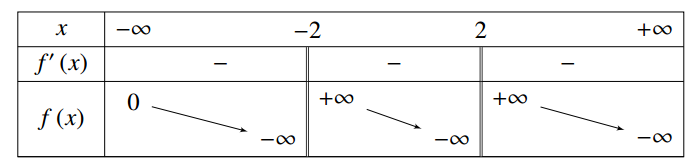 x −∞ −2 2 +∞
f′(x) − − −
f(x) 0 −∞ +∞ −∞ +∞ −∞